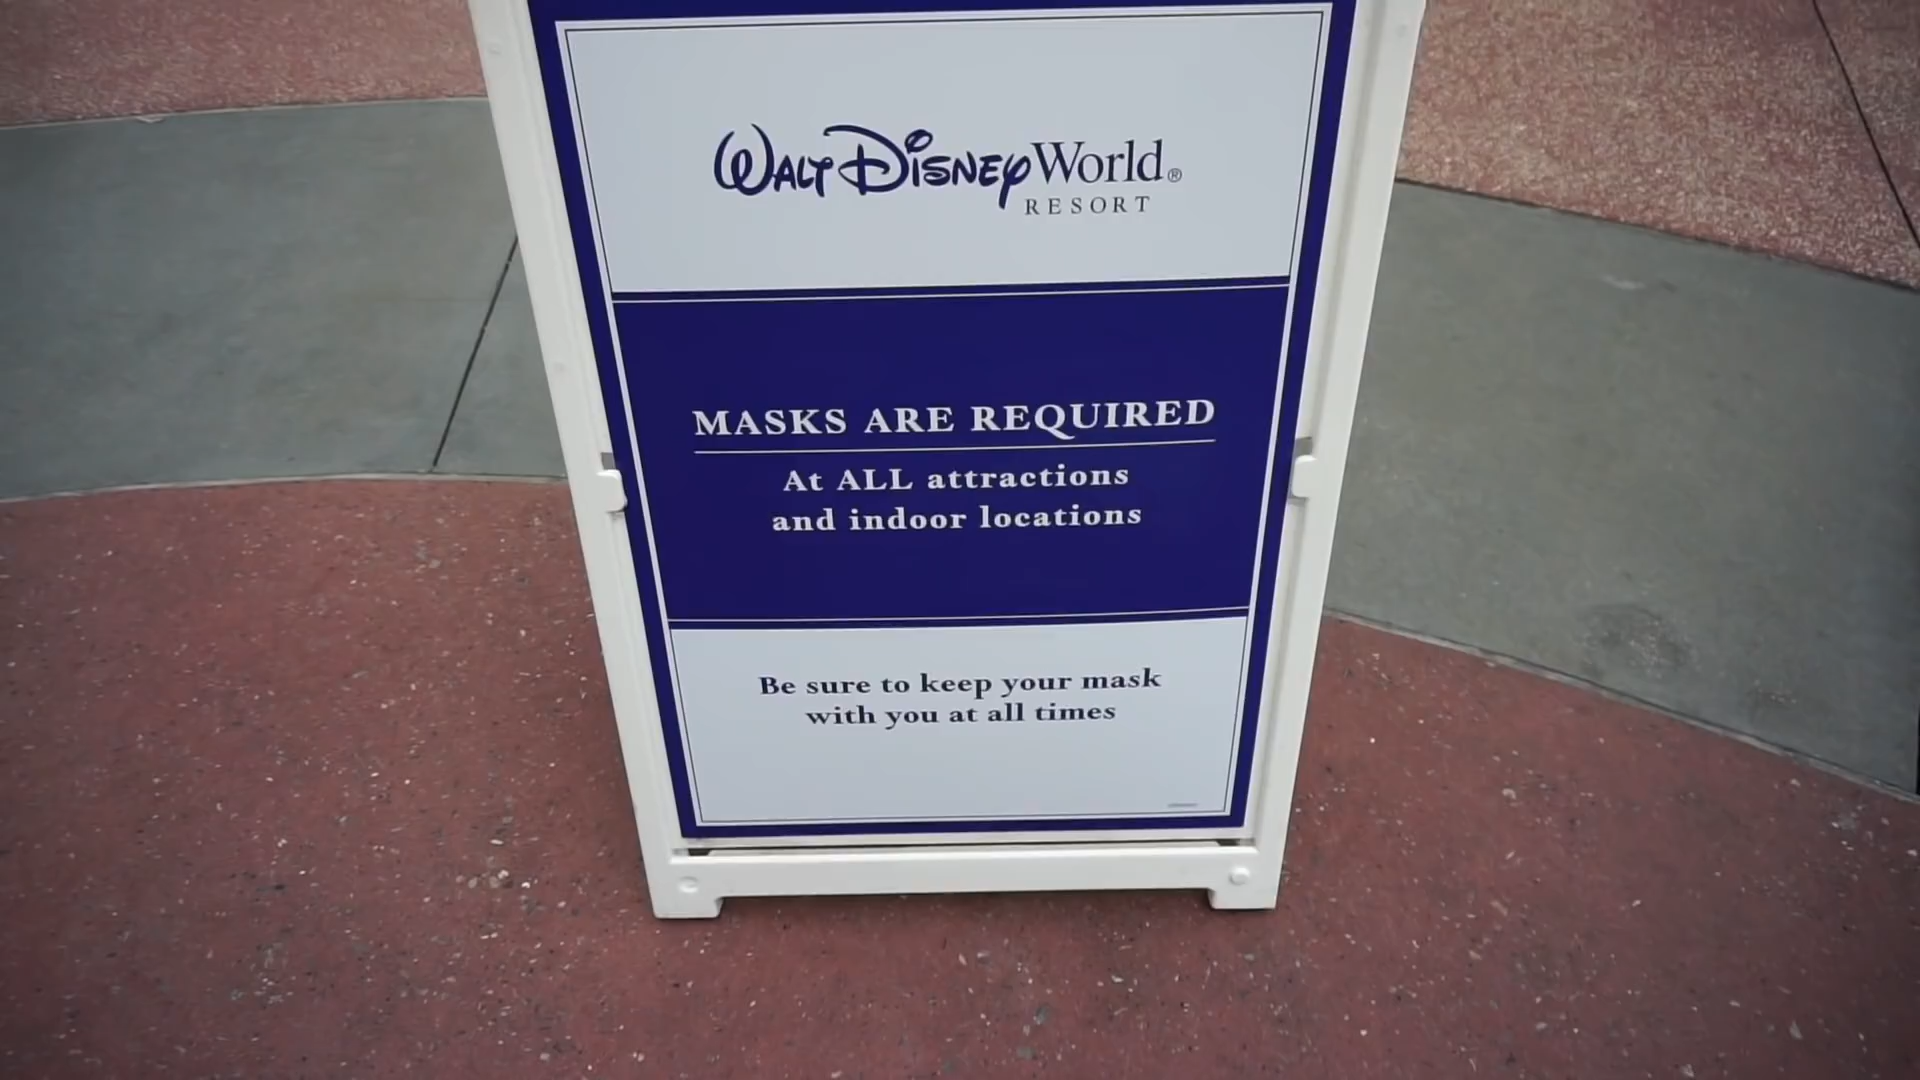 Walt Disney World®
RESORT
MASKS ARE REQUIRED
At ALL attractions
and indoor locations
Be sure to keep your mask
with you at all times